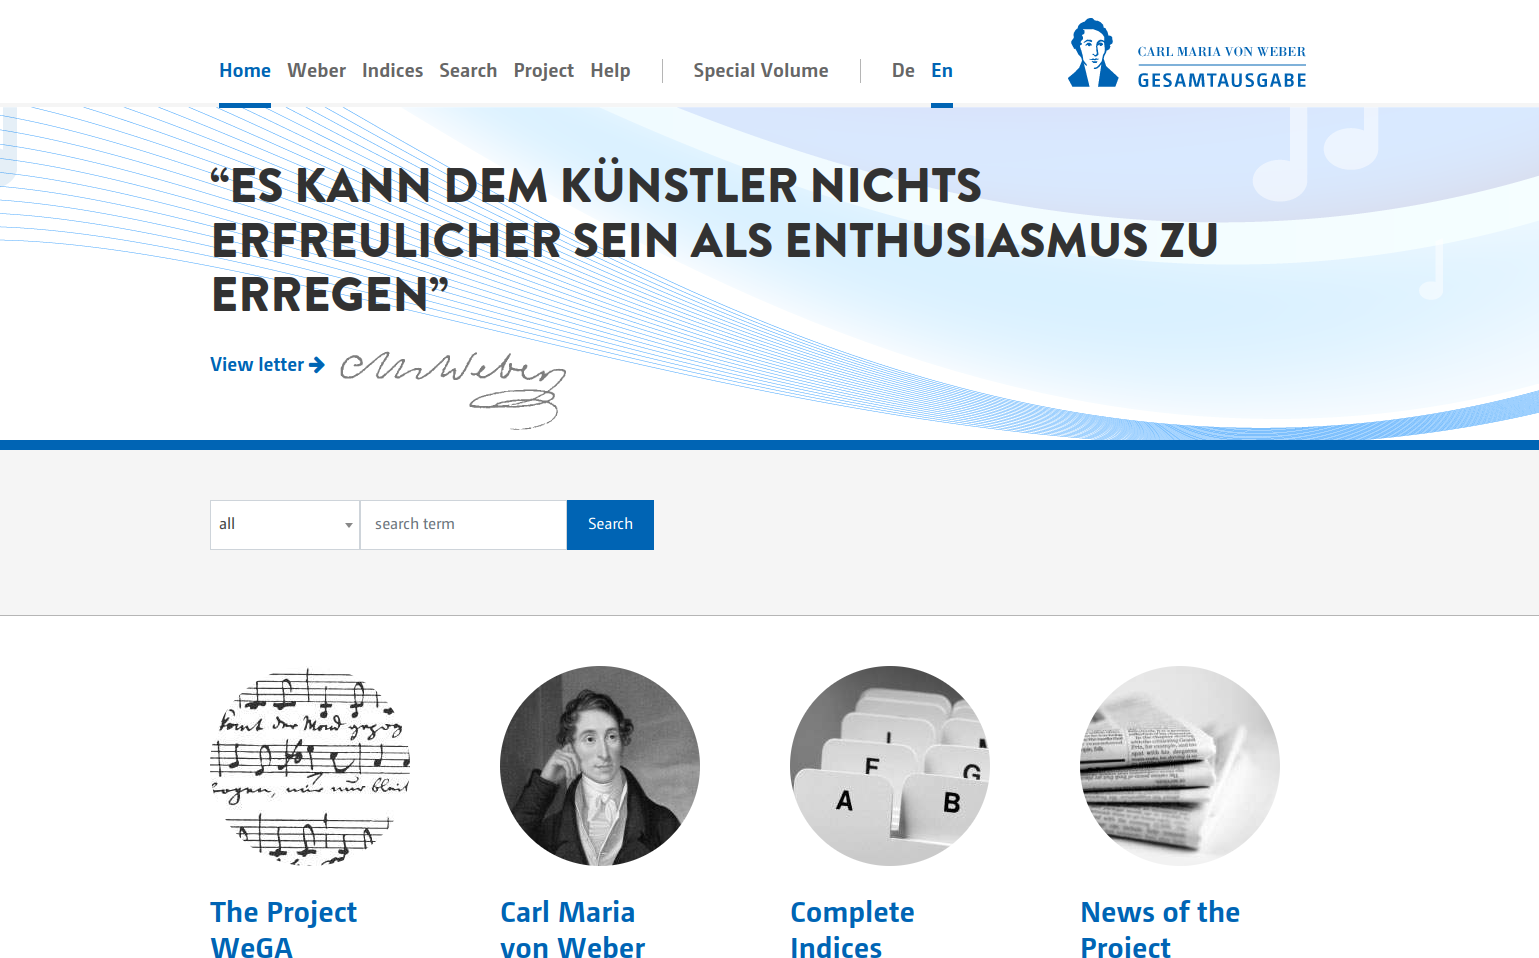 Home Weber Indices Search Project Help Special Volume De En
CARL MARIA VON WEBER
GESAMTAUSGABE
“ES KANN DEM KÜNSTLER NICHTS
ERFREULICHER SEIN ALS ENTHUSIASMUS ZU
ERREGEN”
View letter
CMvWeber
all
search term
Search
A
B
F
G
The Project
WeGA
Carl Maria
von Weber
Complete
Indices
News of the
Project